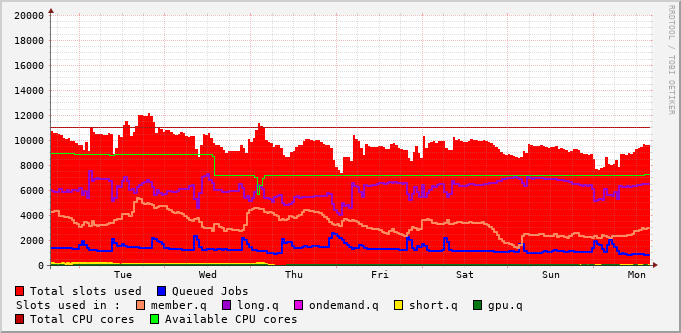 20000
18000
16000
14000
12000
10000
8000
6000
4000
2000
0
Tue Wed Thu Fri Sat Sun Mon
RRDTOOL / TOBI OETIKER
Total slots used Queued Jobs
Slots used in : member.q long.q ondemand.q short.q gpu.q
Total CPU cores Available CPU cores